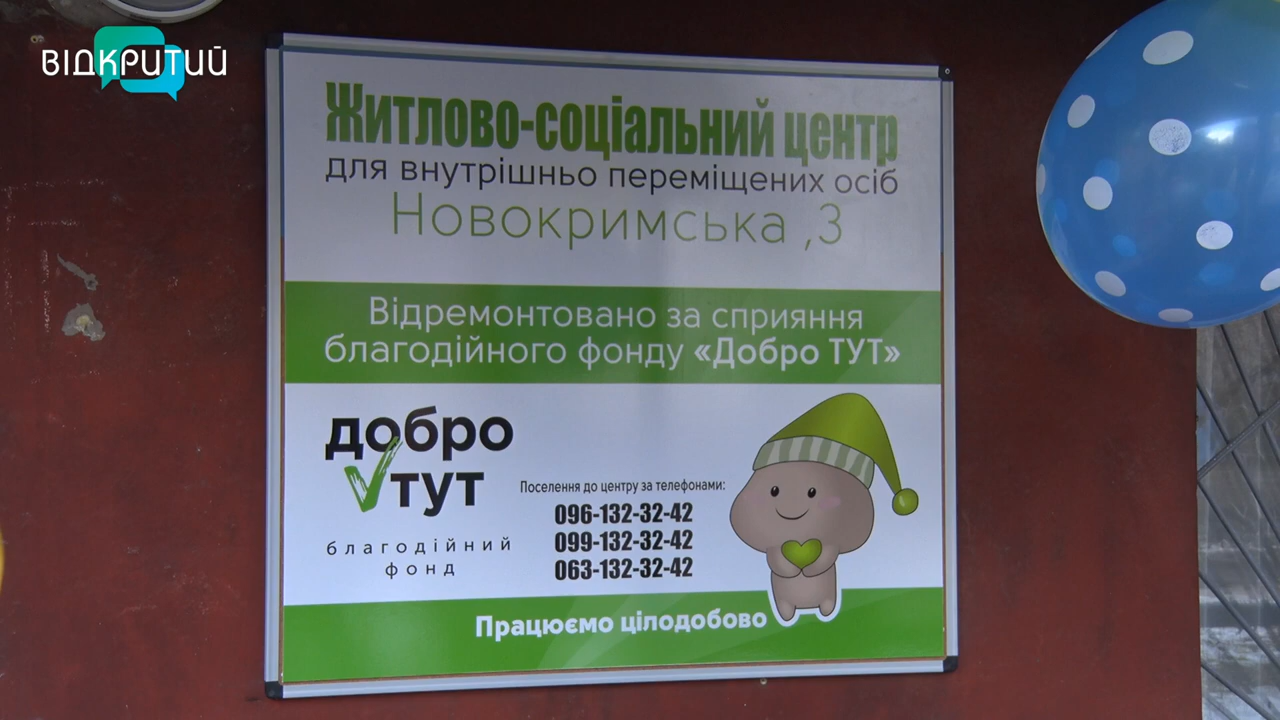 ВІДКРИТИЙ
Житлово-соціальний центр
для внутрішньо переміщених осіб
Новокримська ,3
Відремонтовано за сприяння
благодійного фонду «Добро ТУТ»
добро
тут
благодійний
фонд
Поселення до центру за телефонами:
096-132-32-42
099-132-32-42
063-132-32-42
Працюємо цілодобово